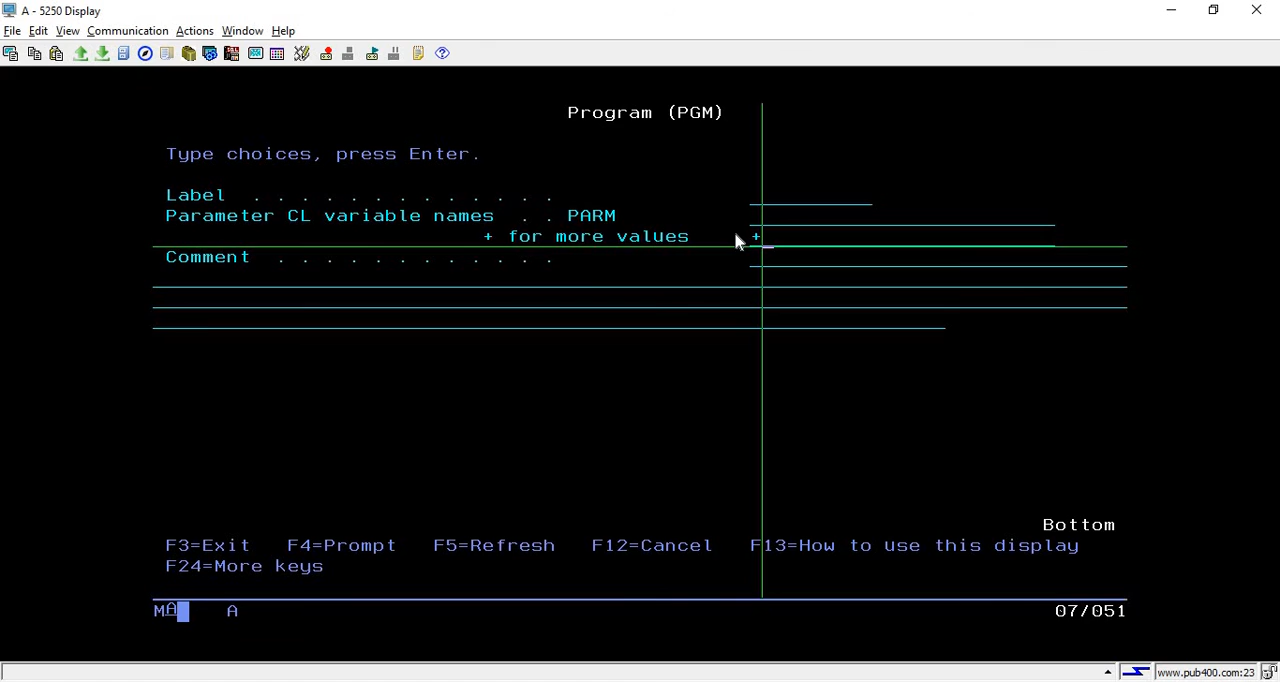 A - 5250 Display
File Edit View Communication Actions Window Help
Program (PGM)
Type choices, press Enter.
Label . . . . . . . . . . . . .
Parameter CL variable names . . PARM
+ for more values +
Comment . . . . . . . . . . . .
Bottom
F3=Exit F4=Prompt F5=Refresh F12=Cancel F13=How to use this display
F24=More keys
MA A 07/051
www.pub400.com:23